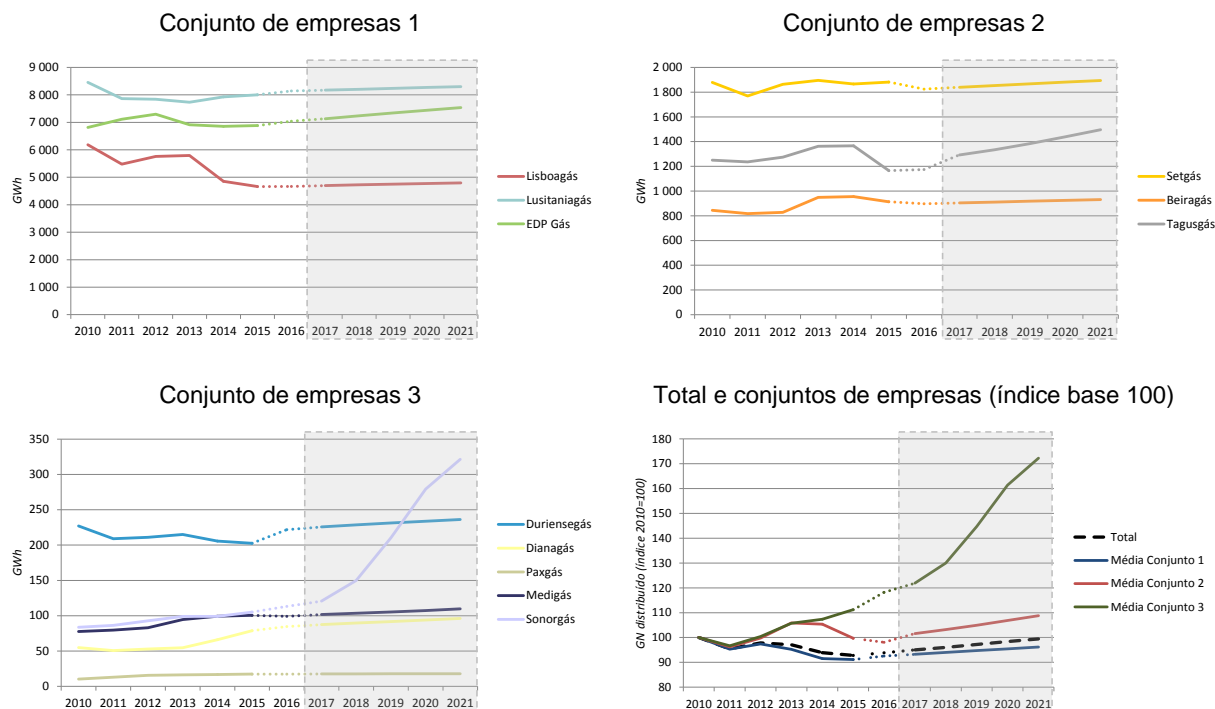 Conjunto de empresas 1
9 000
8 000
7 000
6 000
5 000
4 000
3 000
2 000
1 000
0
GWh
2010 2011 2012 2013 2014 2015 2016 2017 2018 2019 2020 2021
Lisboagás
Lusitaniagás
EDP Gás
Conjunto de empresas 2
2 000
1 800
1 600
1 400
1 200
1 000
800
600
400
200
0
GWh
2010 2011 2012 2013 2014 2015 2016 2017 2018 2019 2020 2021
Setgás
Beiragás
Tagusgás
Conjunto de empresas 3
350
300
250
200
150
100
50
0
GWh
2010 2011 2012 2013 2014 2015 2016 2017 2018 2019 2020 2021
Duriensegás
Dianagás
Paxgás
Medigás
Sonorgás
Total e conjuntos de empresas (índice base 100)
180
170
160
150
140
130
120
110
100
90
80
GN distribuído (índice 2010=100)
2010 2011 2012 2013 2014 2015 2016 2017 2018 2019 2020 2021
Total
Média Conjunto 1
Média Conjunto 2
Média Conjunto 3